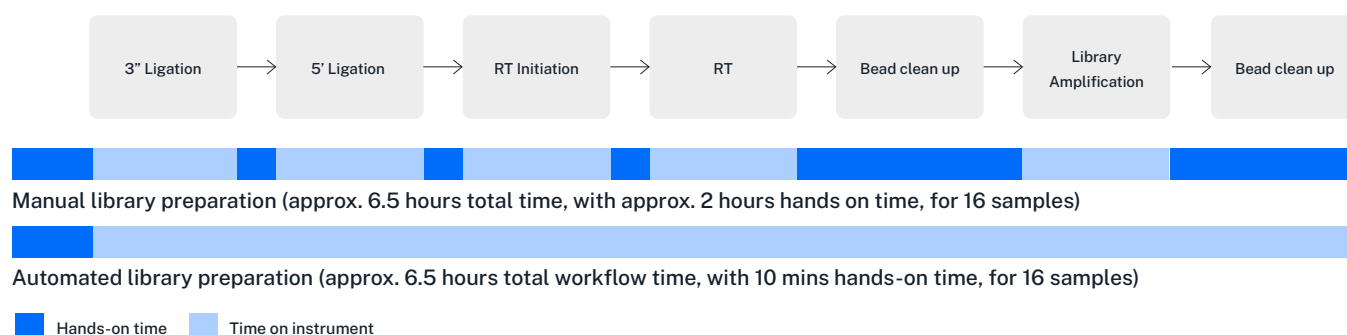 3” Ligation
5’ Ligation
RT Initiation
RT
Bead clean up
Library
Amplification
Bead clean up
Manual library preparation (approx. 6.5 hours total time, with approx. 2 hours hands on time, for 16 samples)
Automated library preparation (approx. 6.5 hours total workflow time, with 10 mins hands-on time, for 16 samples)
Hands-on time
Time on instrument